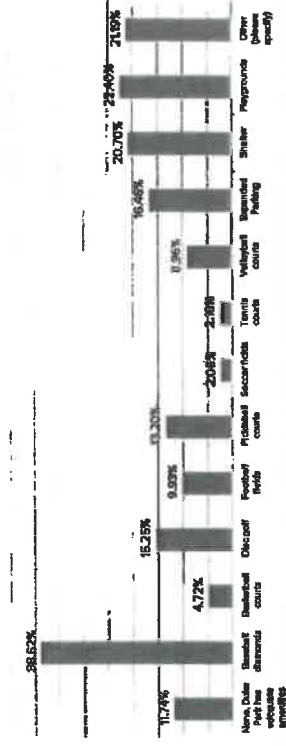 11.74%
38.62%
4.72%
15.25%
9.93%
13.20%
2.08%
2.18%
8.96%
16.46%
20.70%
21.19%
None, Duke
Park has
adequate
amenities
Baseball
diamonds
Basketball
courts
Disc golf
Football
fields
Pickleball
courts
Soccer fields
Tennis
courts
Volleyball
courts
Expanded
Parking
Shelter
Playgrounds
Other
(please
specify)